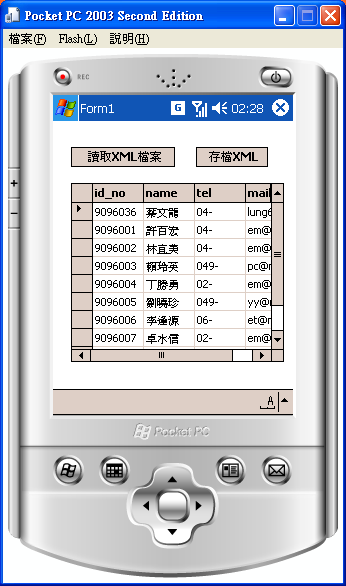 Pocket PC 2003 Second Edition
檔案(F) Flash(L) 說明(H)
REC
Form1 G 02:28
讀取XML檔案 存檔XML
id_no name tel mail
9096036 蔡文龍 04- lung6
9096001 許百宏 04- em@
9096002 林直美 04- em@
9096003 賴玲英 049- pc@r
9096004 丁勝勇 02- em@
9096005 劉曉珍 049- yy@r
9096006 李逢源 06- et@r
9096007 卓水信 02- em@
A
Pocket PC